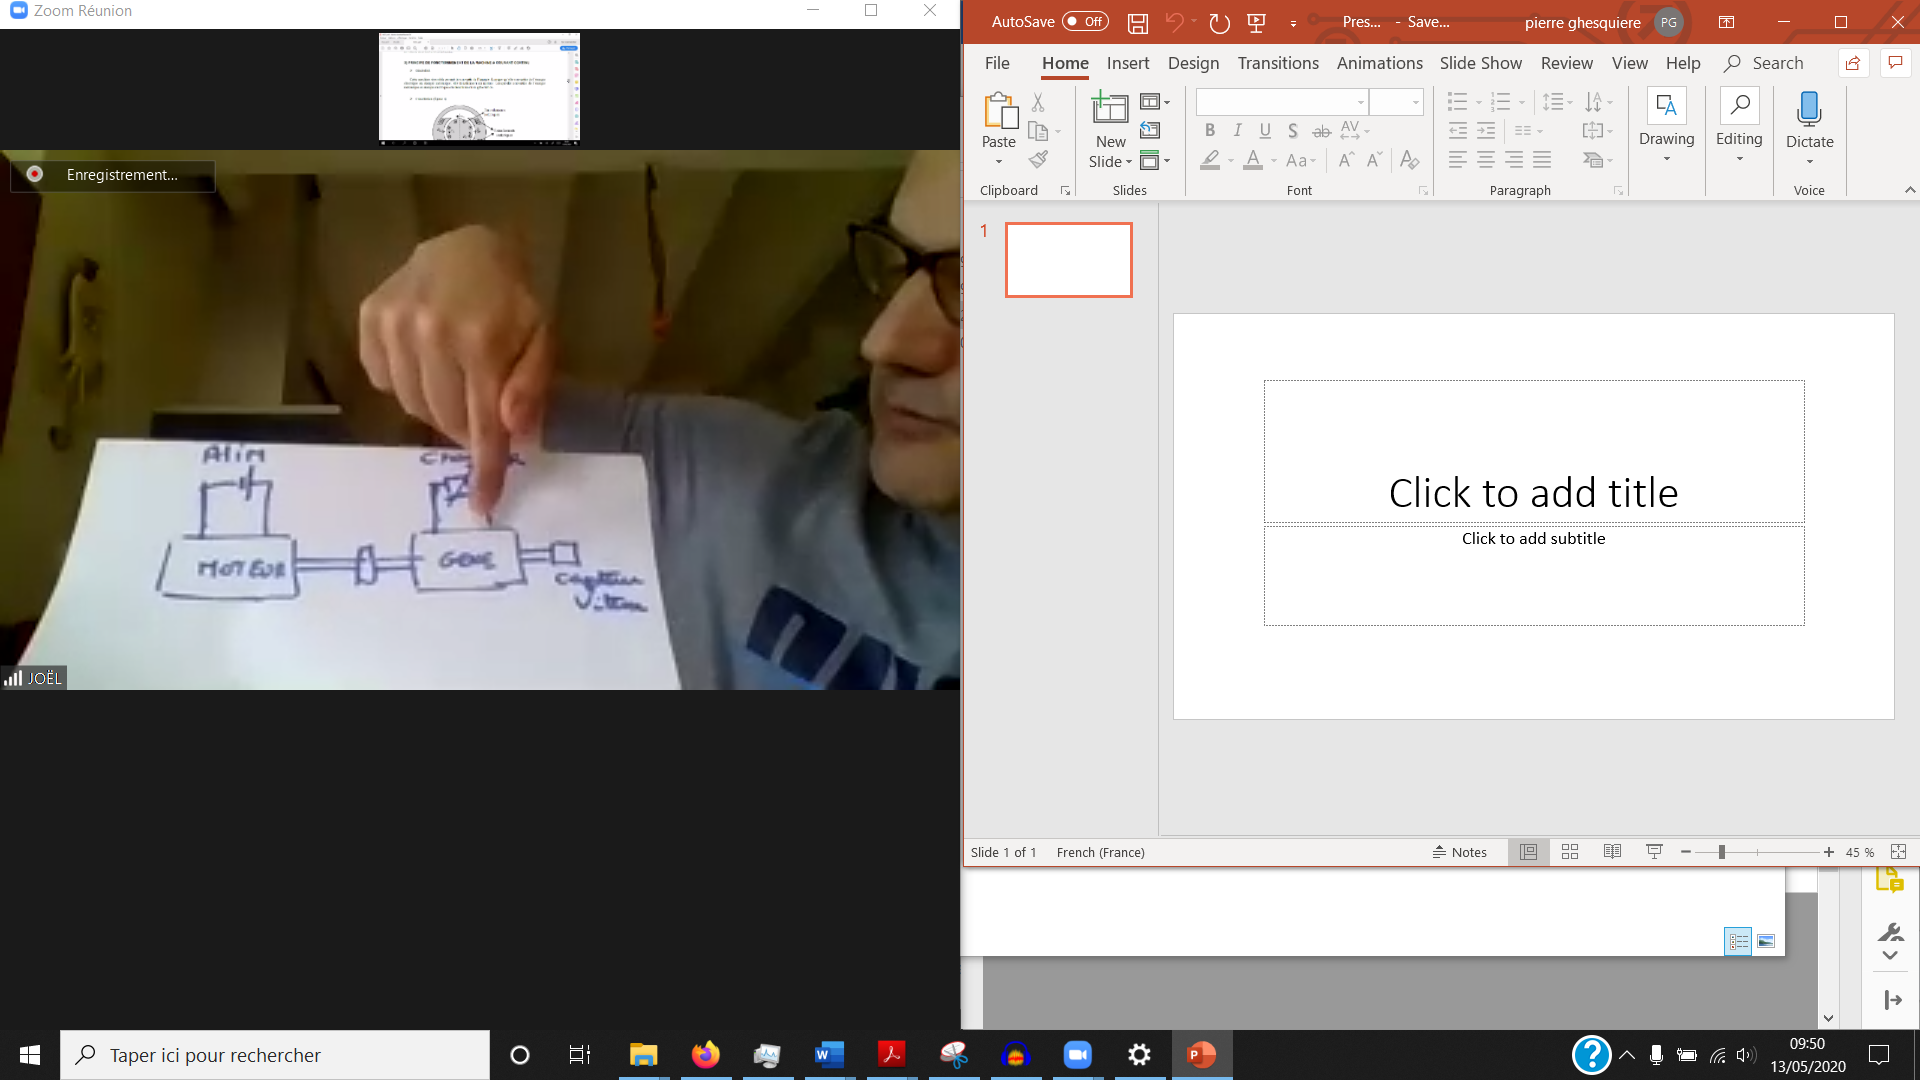 Zoom Réunion
Enregistrement...
Alim
MOTEUR
GENE
Capteur
Vitesse
JOËL
AutoSave
Off
Pres...
- Save...
pierre ghesquiere
PG
File
Home
Insert
Design
Transitions
Animations
Slide Show
Review
View
Help
Search
Paste
New
Slide
B I U S ab AV
A Aa A A A
Drawing
Editing
Dictate
Clipboard
Slides
Font
Paragraph
Voice
1
Click to add title
Click to add subtitle
Slide 1 of 1
French (France)
Notes
45 %
Taper ici pour rechercher
09:50
13/05/2020